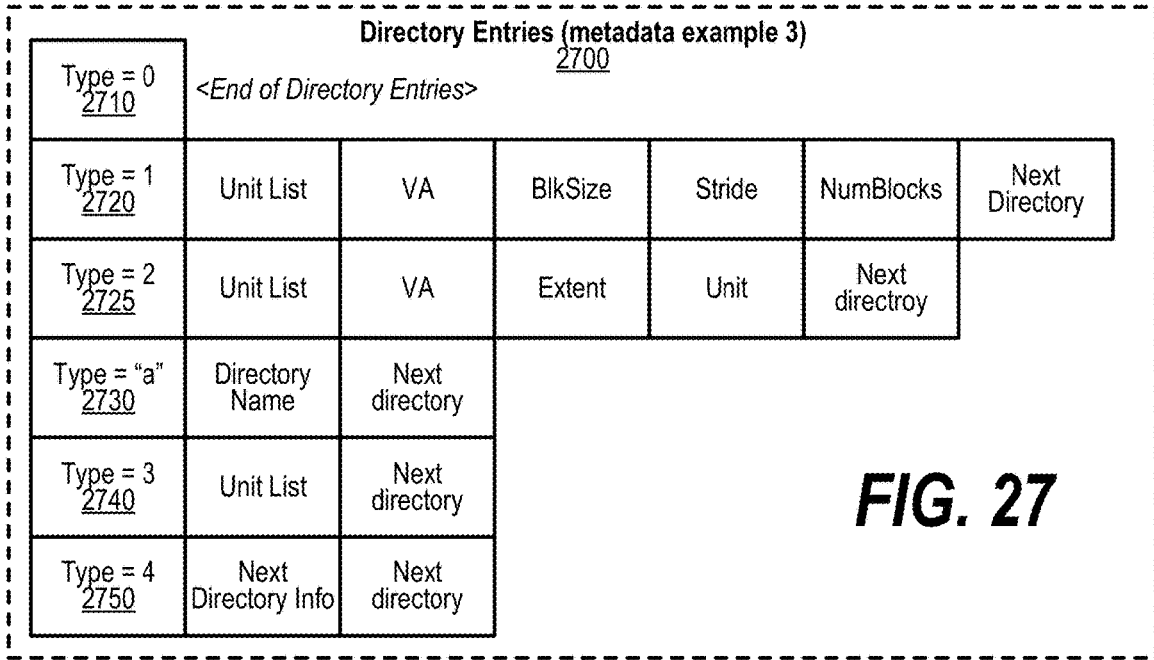 Directory Entries (metadata example 3)
2700
Type = 0
2710
<End of Directory Entries>
Type = 1
2720
Unit List
VA
BlkSize
Stride
NumBlocks
Next
Directory
Type = 2
2725
Unit List
VA
Extent
Unit
Next
directroy
Type = “a”
2730
Directory
Name
Next
directory
Type = 3
2740
Unit List
Next
directory
Type = 4
2750
Next
Directory Info
Next
directory
FIG. 27